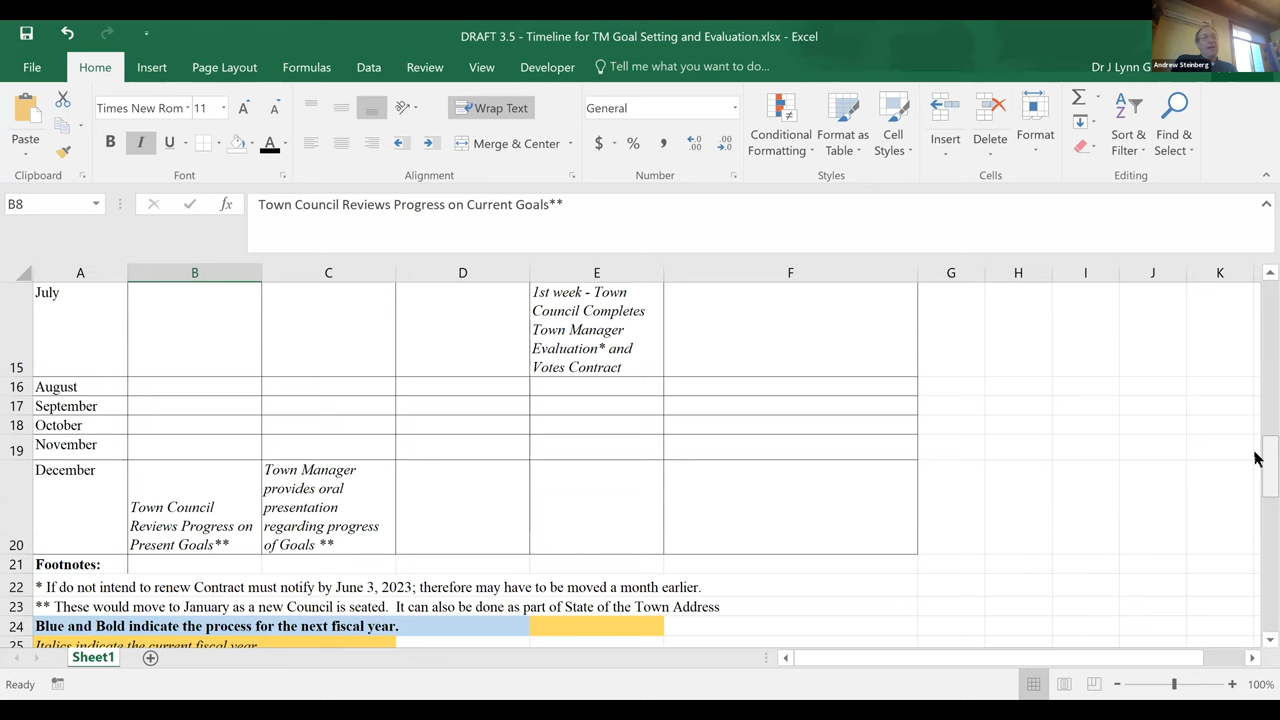 DRAFT 3.5 - Timeline for TM Goal Setting and Evaluation.xlsx - Excel
Andrew Steinberg
File Home Insert Page Layout Formulas Data Review View Developer Tell me what you want to do... Dr J Lynn G
Times New Rom 11 Wrap Text General
Paste B I U A Merge & Center $ % Conditional Formatting Format as Table Cell Styles Insert Delete Format Sort & Filter Find & Select
Clipboard Font Alignment Number Styles Cells Editing
B8 fx Town Council Reviews Progress on Current Goals**
A B C D E F G H I J K
July
1st week - Town
Council Completes
Town Manager
Evaluation* and
15 Votes Contract
16 August
17 September
18 October
19 November
December
Town Manager
provides oral
Town Council presentation
Reviews Progress on regarding progress
20 Present Goals** of Goals **
21 Footnotes:
22 * If do not intend to renew Contract must notify by June 3, 2023; therefore may have to be moved a month earlier.
23 ** These would move to January as a new Council is seated. It can also be done as part of State of the Town Address
24 Blue and Bold indicate the process for the next fiscal year.
25 Italics indicate the current fiscal year
Sheet1
Ready 100%